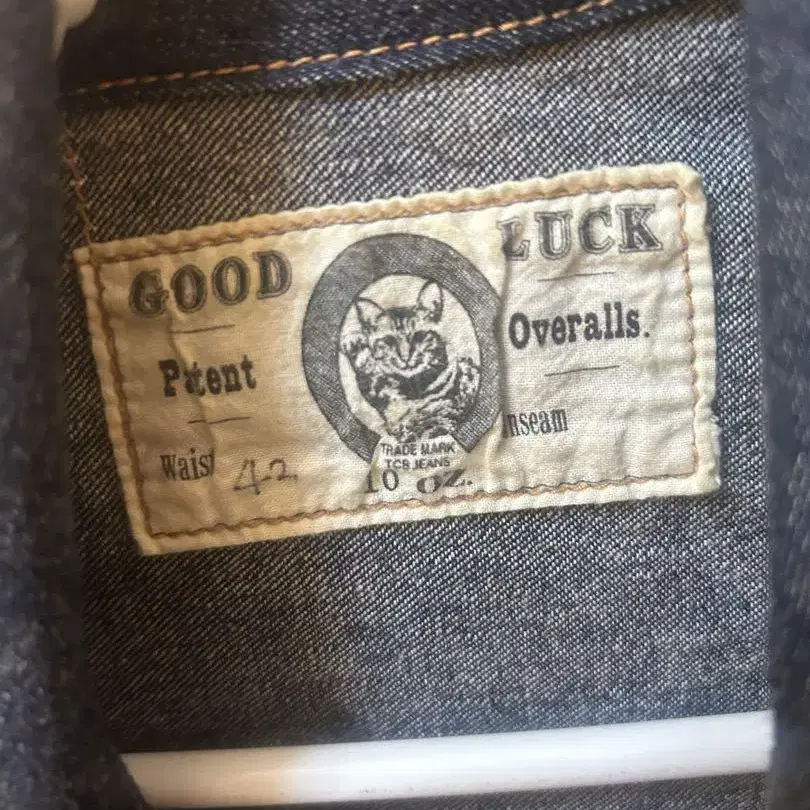 GOOD LUCK
Patent Overalls.
Waist 42 Inseam
TRADE MARK
TCB JEANS
10 OZ.